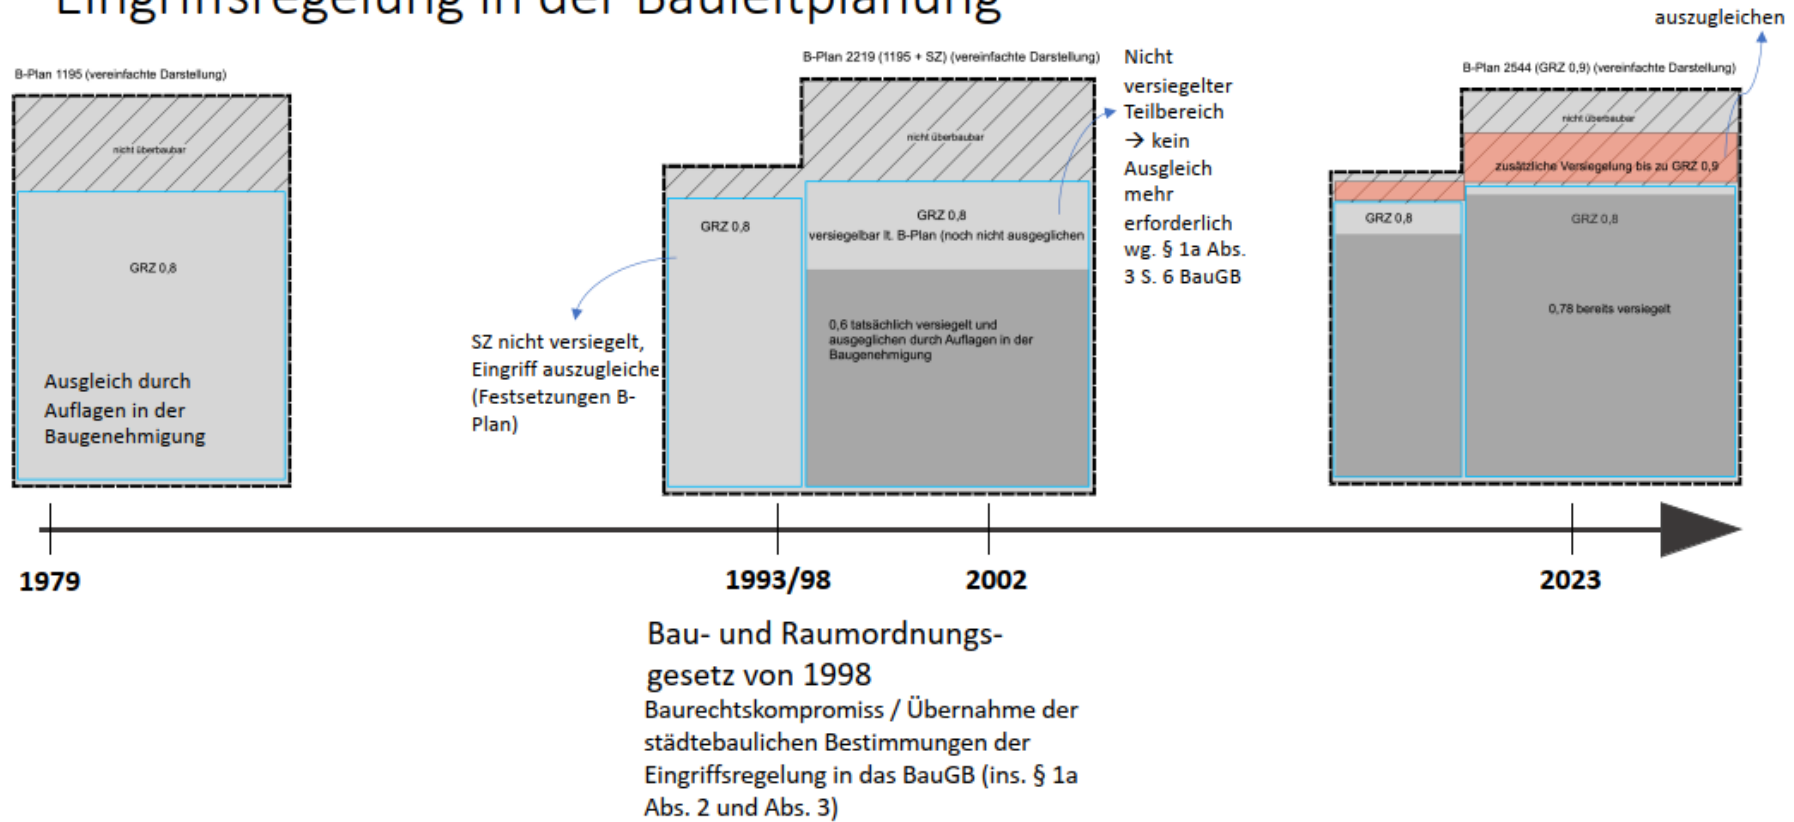 Eingriffsregelung in der Bauleitplanung
auszugleichen
B-Plan 1195 (vereinfachte Darstellung)
nicht überbaubar
GRZ 0,8
Ausgleich durch
Auflagen in der
Baugenehmigung
SZ nicht versiegelt,
Eingriff auszugleiche
(Festsetzungen B-
Plan)
B-Plan 2219 (1195 + SZ) (vereinfachte Darstellung)
nicht überbaubar
GRZ 0,8
GRZ 0,8
versiegelbar lt. B-Plan (noch nicht ausgeglichen
0,6 tatsächlich versiegelt und
ausgeglichen durch Auflagen in der
Baugenehmigung
Nicht
versiegelter
Teilbereich
→ kein
Ausgleich
mehr
erforderlich
wg. § 1a Abs.
3 S. 6 BauGB
B-Plan 2544 (GRZ 0,9) (vereinfachte Darstellung)
nicht überbaubar
zusätzliche Versiegelung bis zu GRZ 0,9
GRZ 0,8
GRZ 0,8
0,78 bereits versiegelt
1979
1993/98
2002
2023
Bau- und Raumordnungs-
gesetz von 1998
Baurechtskompromiss / Übernahme der
städtebaulichen Bestimmungen der
Eingriffsregelung in das BauGB (ins. § 1a
Abs. 2 und Abs. 3)